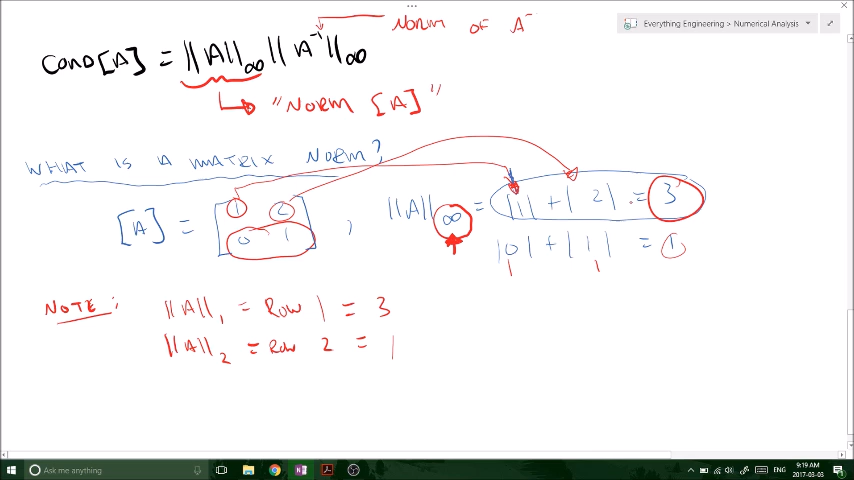 Everything Engineering > Numerical Analysis
NORM OF A⁻
COND[A] = ||A||∞ ||A⁻¹||∞
"NORM [A]"
WHAT IS A MATRIX NORM?
[A] = [1 2
0 1] , ||A||∞ = |1| + |2| = 3
|0| + |1| = 1
NOTE: ||A||₁ = ROW 1 = 3
||A||₂ = ROW 2 = 1
Ask me anything
ENG
9:19 AM
2017-03-03